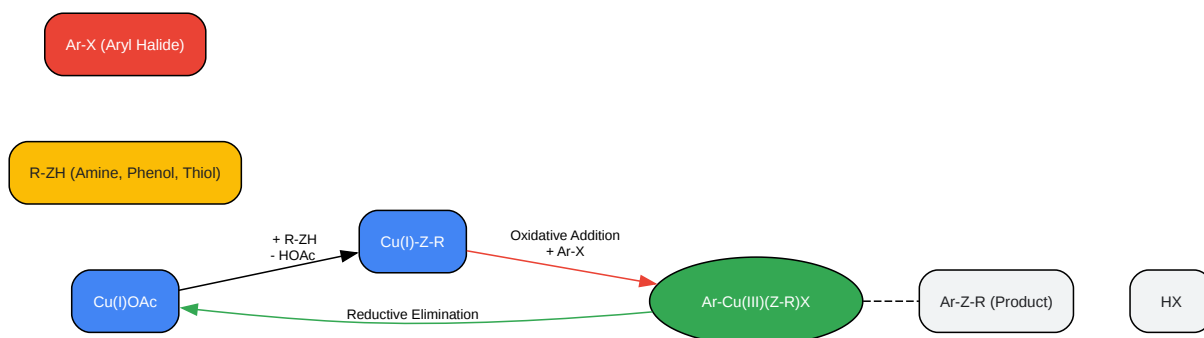 Ar-X (Aryl Halide)
R-ZH (Amine, Phenol, Thiol)
+ R-ZH
- HOAc
Cu(I)-Z-R
Oxidative Addition
+ Ar-X
Cu(I)OAc
Reductive Elimination
Ar-Cu(III)(Z-R)X
Ar-Z-R (Product)
HX